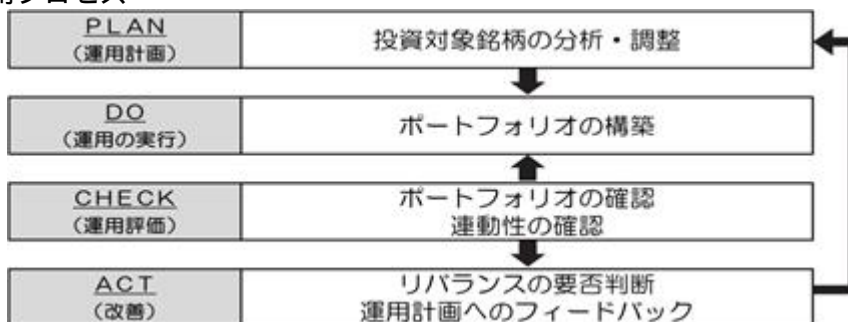 PLAN
(運用計画)
投資対象銘柄の分析・調整
DO
(運用の実行)
ポートフォリオの構築
CHECK
(運用評価)
ポートフォリオの確認
連動性の確認
ACT
(改善)
リバランスの要否判断
運用計画へのフィードバック